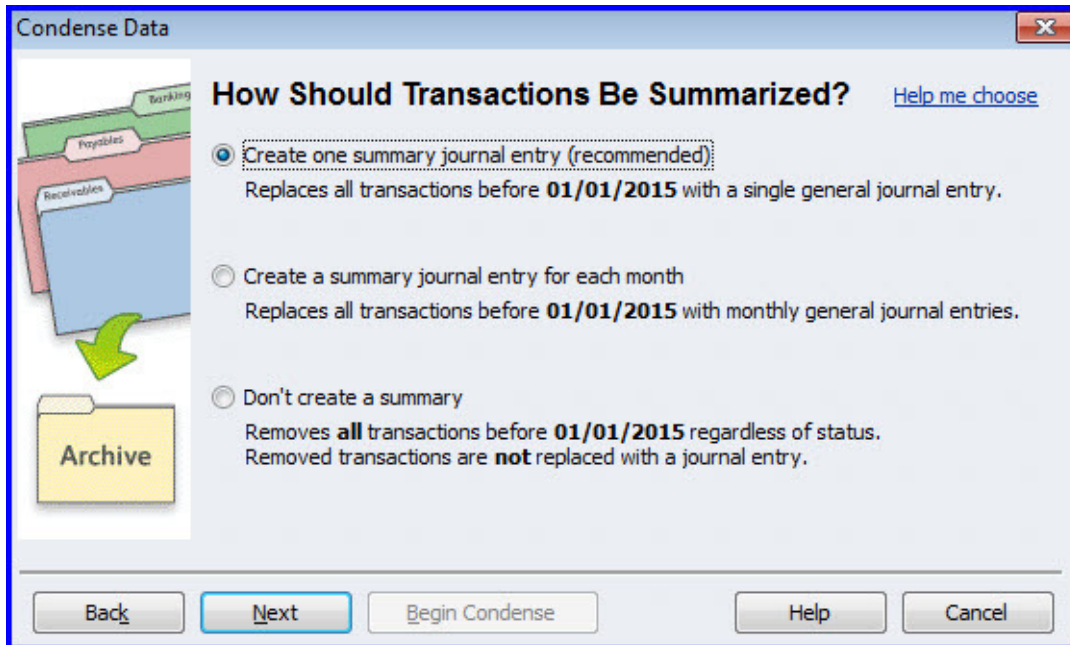 Condense Data
Banking
Payables
Receivables
Archive
How Should Transactions Be Summarized?
Help me choose
Create one summary journal entry (recommended)
Replaces all transactions before 01/01/2015 with a single general journal entry.
Create a summary journal entry for each month
Replaces all transactions before 01/01/2015 with monthly general journal entries.
Don't create a summary
Removes all transactions before 01/01/2015 regardless of status.
Removed transactions are not replaced with a journal entry.
Back
Next
Begin Condense
Help
Cancel